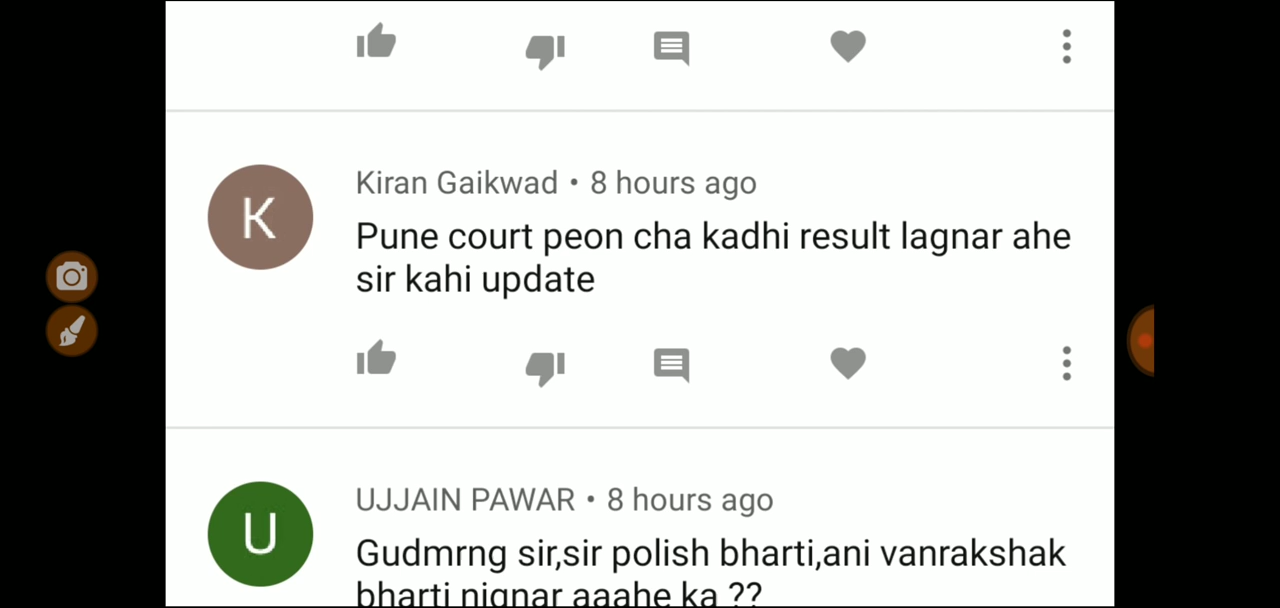 K
Kiran Gaikwad • 8 hours ago
Pune court peon cha kadhi result lagnar ahe
sir kahi update
U
UJJAIN PAWAR • 8 hours ago
Gudmrng sir,sir polish bharti,ani vanrakshak
bharti nignar aaahe ka ??